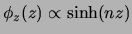 ϕ_z(z) ∝ sinh(nz)